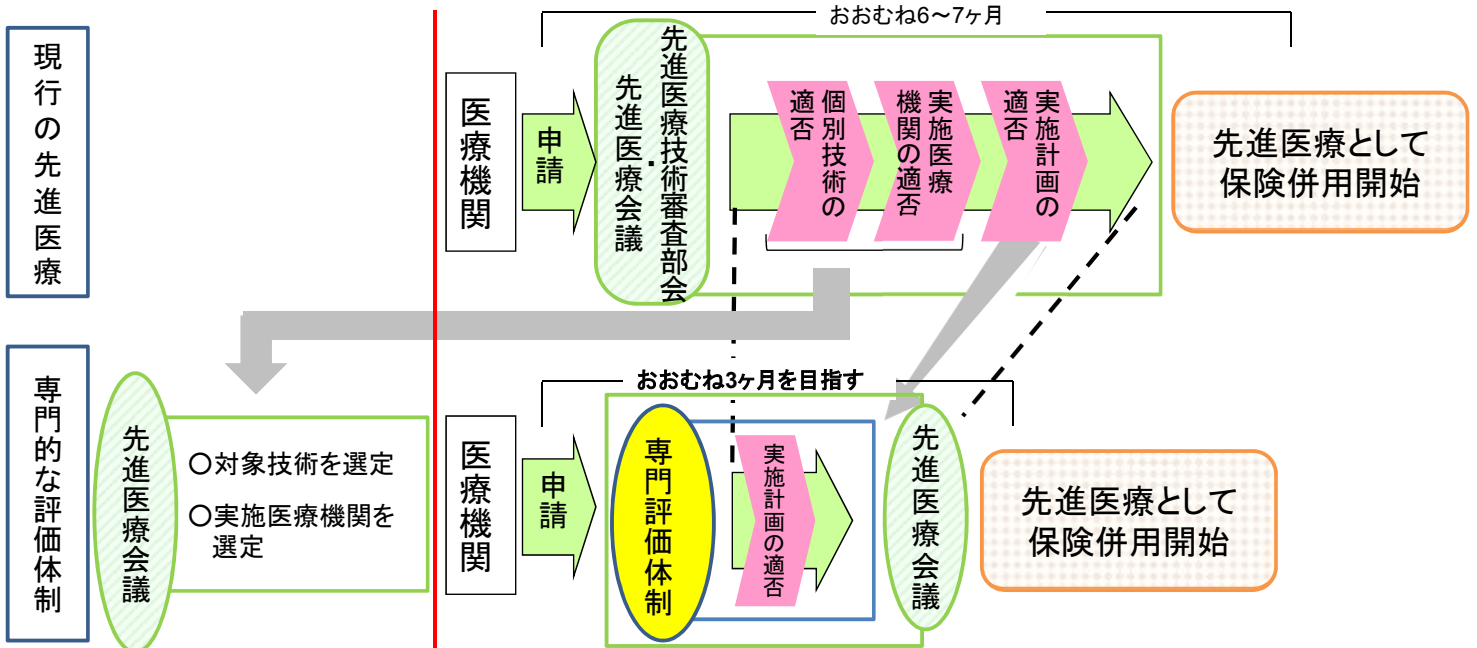 現行の先進医療
おおむね6~7ヶ月
医療機関
申請
先進医療技術審査部会・
先進医療会議
個別技術の
適否
実施医療
機関の適否
実施計画の
適否
先進医療として
保険併用開始
専門的な評価体制
先進医療会議
○対象技術を選定
○実施医療機関を
選定
おおむね3ヶ月を目指す
医療機関
申請
専門評価体制
実施計画の適否
先進医療会議
先進医療として
保険併用開始